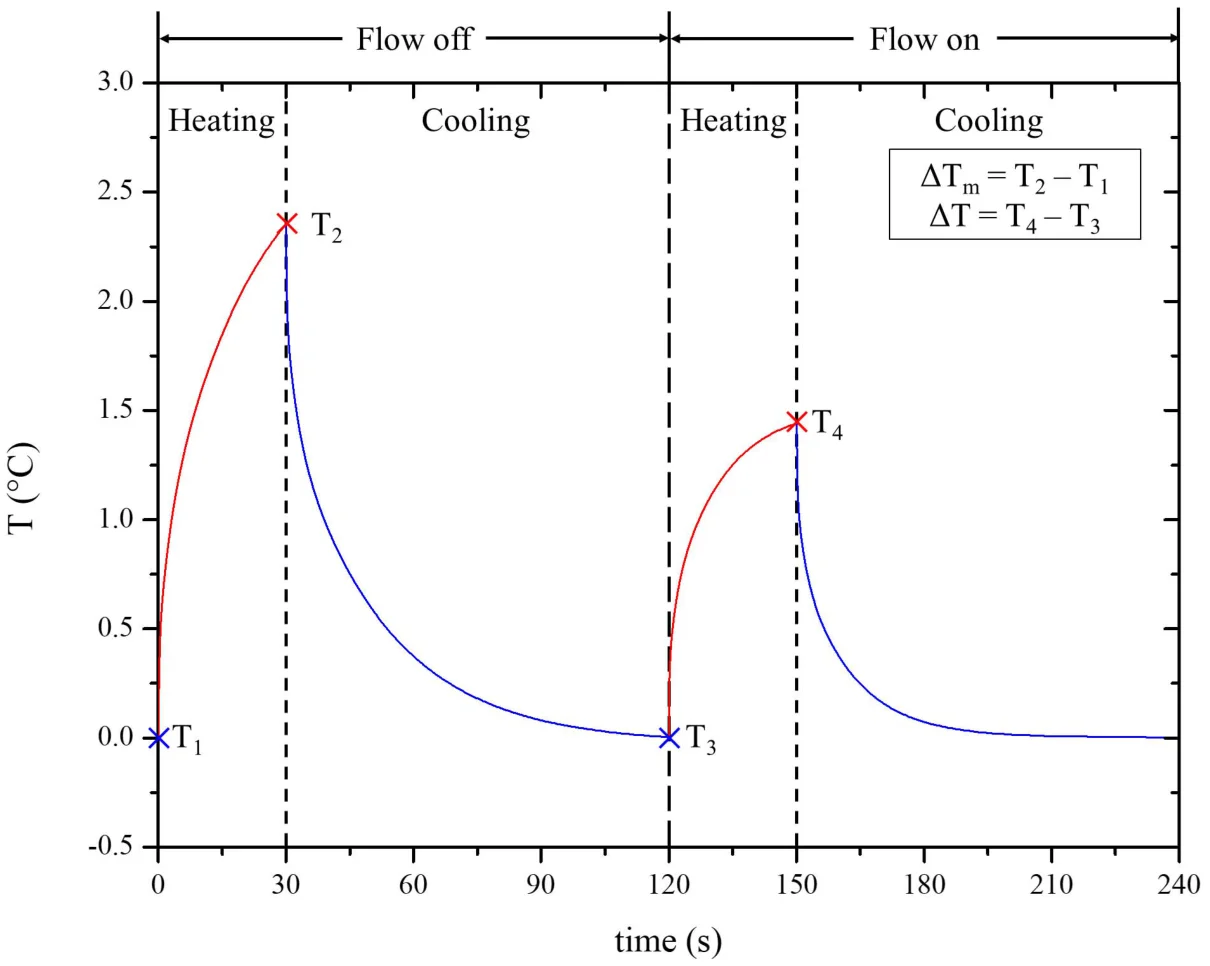 Flow off
Flow on
3.0
Heating
Cooling
Heating
Cooling
ΔTₘ = T₂ – T₁
ΔT = T₄ – T₃
2.5
T₂
2.0
1.5
T₄
T (°C)
1.0
0.5
0.0
T₁
T₃
-0.5
0 30 60 90 120 150 180 210 240
time (s)